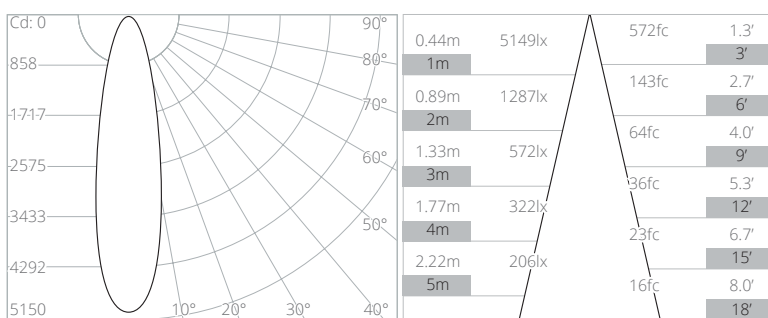 Cd: 0
858
1717
2575
3433
4292
5150
90°
80°
70°
60°
50°
40°
30°
20°
10°
0.44m 5149lx
1m
0.89m 1287lx
2m
1.33m 572lx
3m
1.77m 322lx
4m
2.22m 206lx
5m
572fc 1.3’
3’
143fc 2.7’
6’
64fc 4.0’
9’
36fc 5.3’
12’
23fc 6.7’
15’
16fc 8.0’
18’